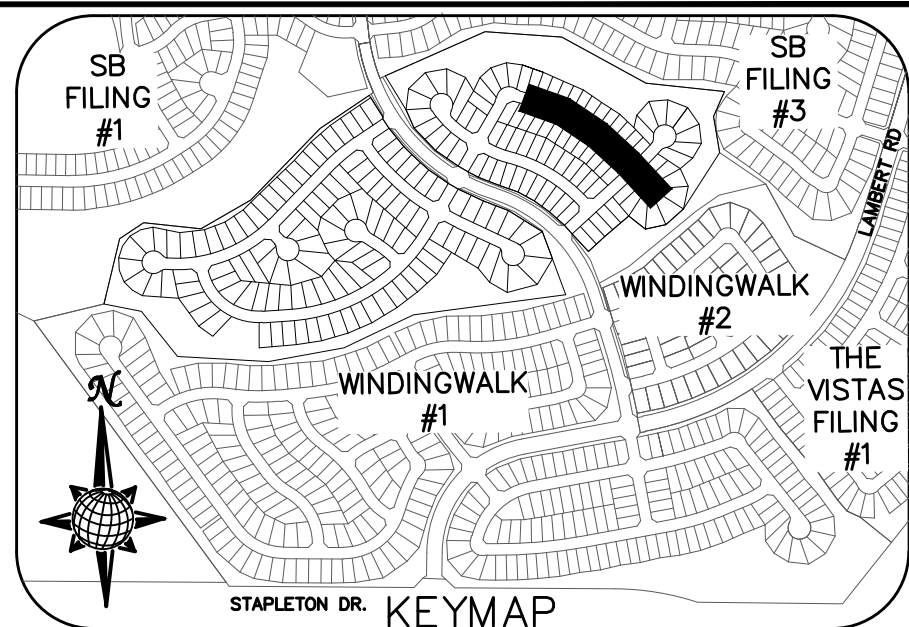 SB
FILING
#1
SB
FILING
#3
LAMBERT RD
WINDINGWALK
#2
THE
VISTAS
FILING
#1
WINDINGWALK
#1
N
STAPLETON DR.
KEYMAP